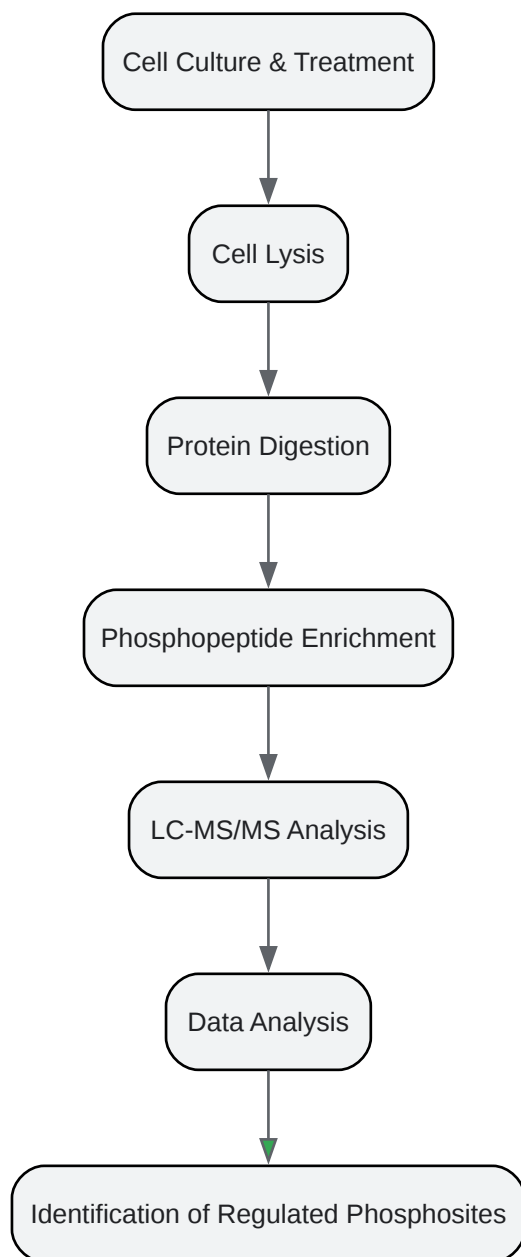 Cell Culture & Treatment
Cell Lysis
Protein Digestion
Phosphopeptide Enrichment
LC-MS/MS Analysis
Data Analysis
Identification of Regulated Phosphosites